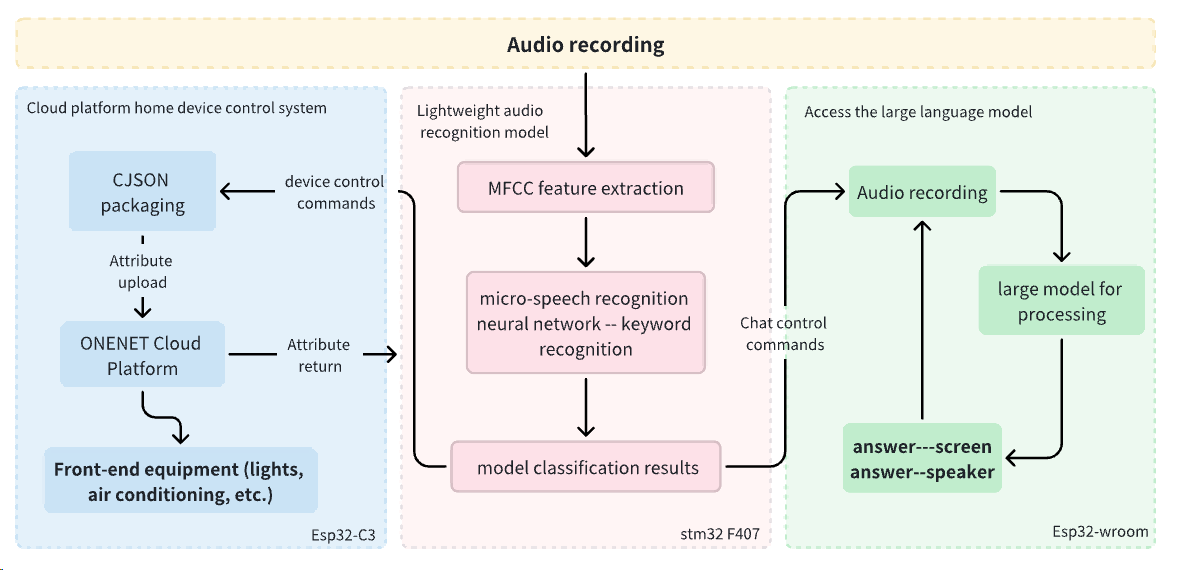 Audio recording
Cloud platform home device control system
CJSON
packaging
device control
commands
Attribute
upload
ONENET Cloud
Platform
Attribute
return
Front-end equipment (lights,
air conditioning, etc.)
Esp32-C3
Lightweight audio
recognition model
MFCC feature extraction
micro-speech recognition
neural network -- keyword
recognition
model classification results
stm32 F407
Chat control
commands
Access the large language model
Audio recording
large model for
processing
answer---screen
answer--speaker
Esp32-wroom